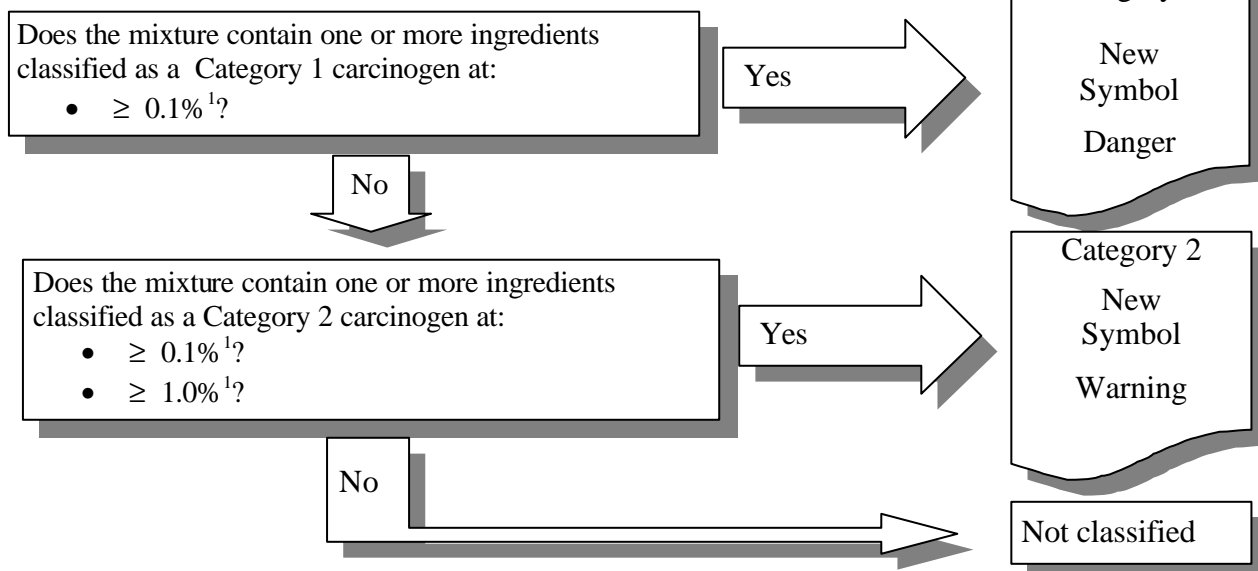 Does the mixture contain one or more ingredients
classified as a Category 1 carcinogen at:
• ≥ 0.1% ¹?
Yes
New
Symbol
Danger
No
Does the mixture contain one or more ingredients
classified as a Category 2 carcinogen at:
• ≥ 0.1% ¹?
• ≥ 1.0% ¹?
Yes
Category 2
New
Symbol
Warning
No
Not classified